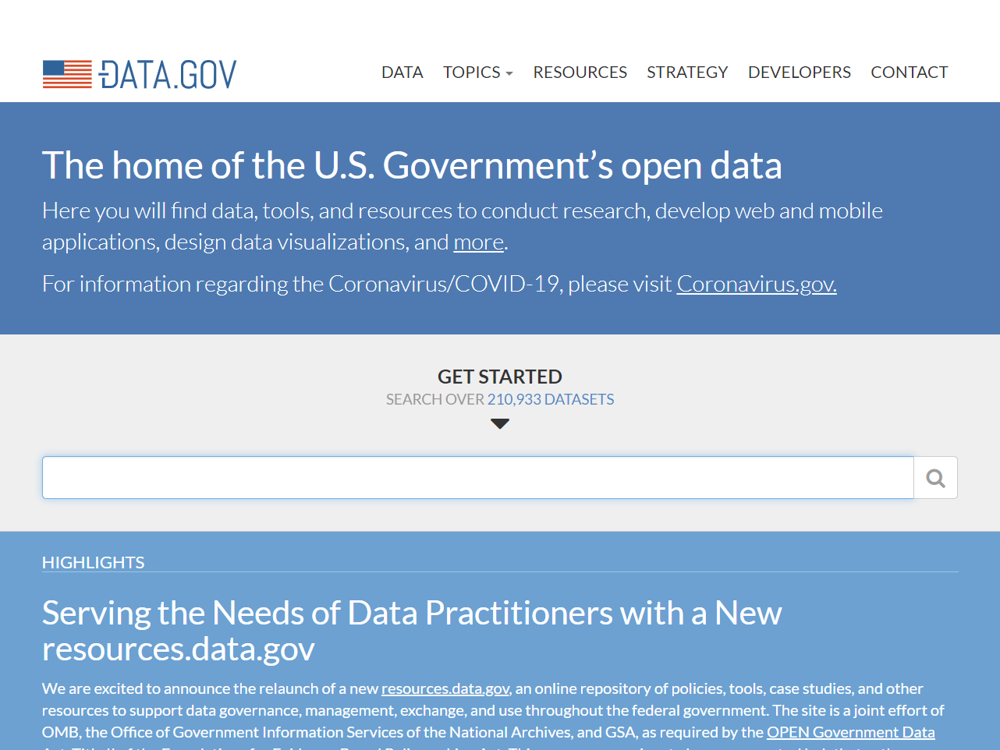 DATA.GOV
DATA TOPICS RESOURCES STRATEGY DEVELOPERS CONTACT
The home of the U.S. Government’s open data
Here you will find data, tools, and resources to conduct research, develop web and mobile
applications, design data visualizations, and more.
For information regarding the Coronavirus/COVID-19, please visit Coronavirus.gov.
GET STARTED
SEARCH OVER 210,933 DATASETS
HIGHLIGHTS
Serving the Needs of Data Practitioners with a New
resources.data.gov
We are excited to announce the relaunch of a new resources.data.gov, an online repository of policies, tools, case studies, and other
resources to support data governance, management, exchange, and use throughout the federal government. The site is a joint effort of
OMB, the Office of Government Information Services of the National Archives, and GSA, as required by the OPEN Government Data